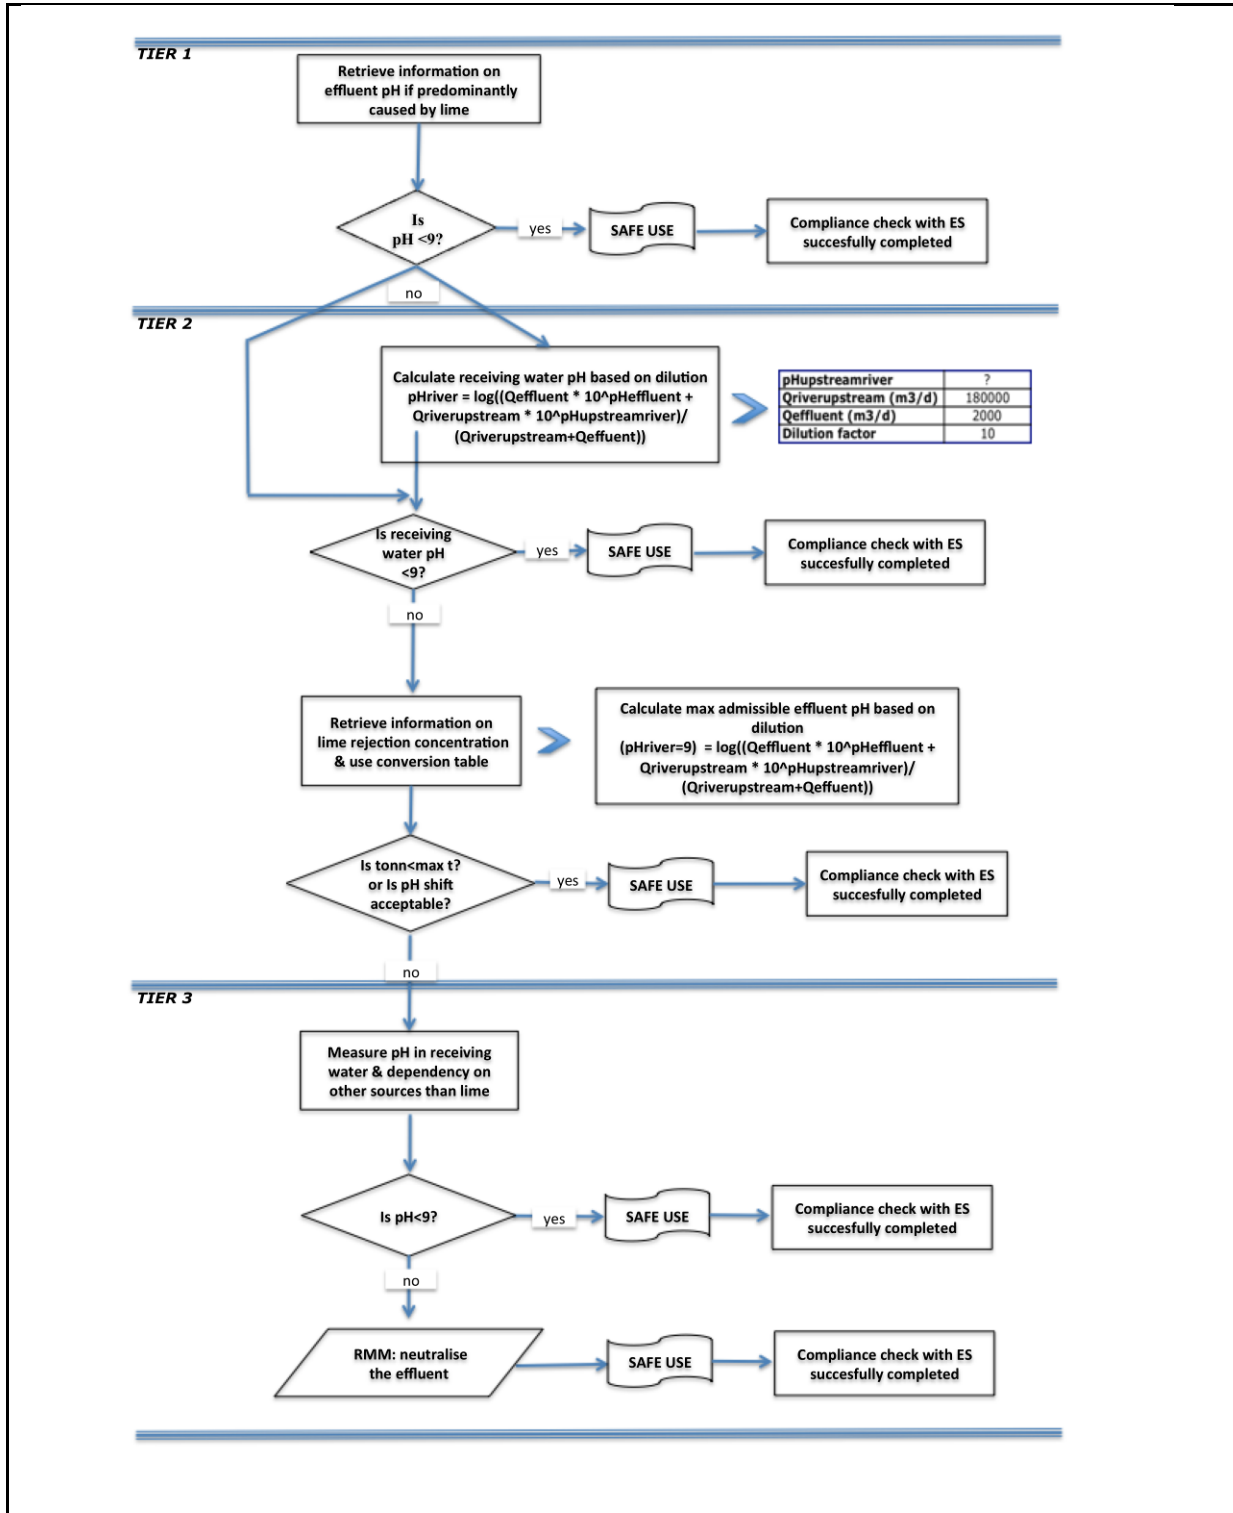 TIER 1
Retrieve information on
effluent pH if predominantly
caused by lime
Is
pH <9?
yes
SAFE USE
Compliance check with ES
succesfully completed
no
TIER 2
Calculate receiving water pH based on dilution
pHriver = log((Qeffluent * 10^pHeffluent +
Qriverupstream * 10^pHupstreamriver)/
(Qriverupstream+Qeffuent))
pHupstreamriver ?
Qriverupstream (m3/d) 180000
Qeffluent (m3/d) 2000
Dilution factor 10
Is receiving
water pH
<9?
yes
SAFE USE
Compliance check with ES
succesfully completed
no
Retrieve information on
lime rejection concentration
& use conversion table
Calculate max admissible effluent pH based on
dilution
(pHriver=9) = log((Qeffluent * 10^pHeffluent +
Qriverupstream * 10^pHupstreamriver)/
(Qriverupstream+Qeffuent))
Is tonn<max t?
or Is pH shift
acceptable?
yes
SAFE USE
Compliance check with ES
succesfully completed
no
TIER 3
Measure pH in receiving
water & dependency on
other sources than lime
Is pH<9?
yes
SAFE USE
Compliance check with ES
succesfully completed
no
RMM: neutralise
the effluent
SAFE USE
Compliance check with ES
succesfully completed